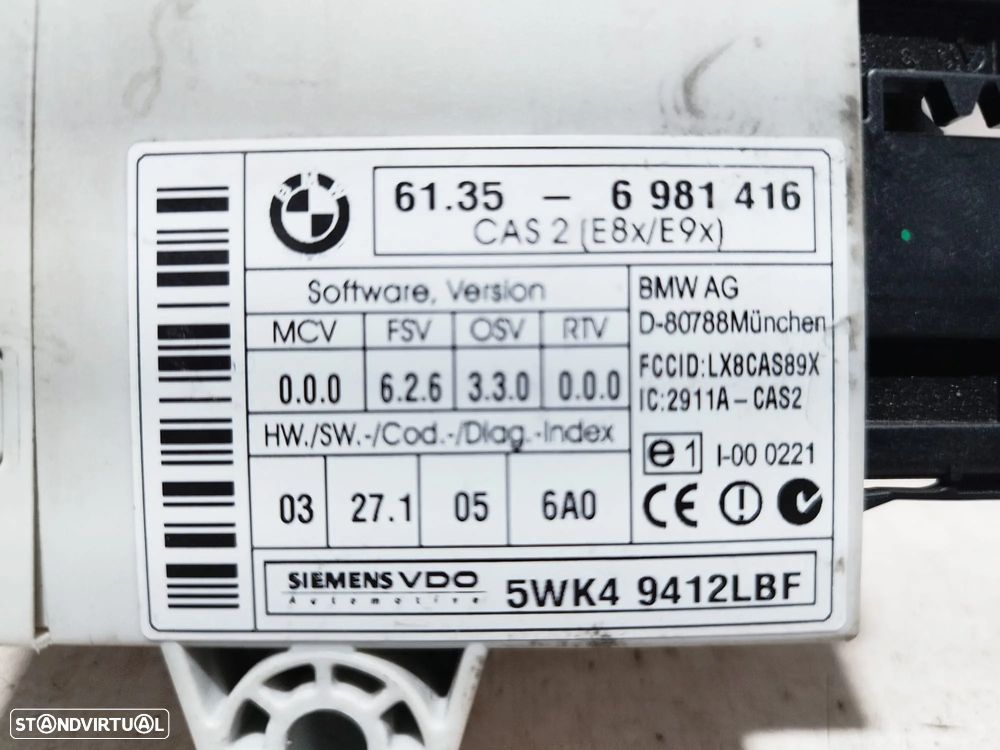 BMW
61.35 – 6 981 416
CAS 2 (E8x/E9x)
Software, Version
MCV FSV OSV RTV
0.0.0 6.2.6 3.3.0 0.0.0
HW./SW.-/Cod.-/Diag.-Index
03 27.1 05 6A0
BMW AG
D-80788München
FCCID:LX8CAS89X
IC:2911A-CAS2
e1 I-00 0221
CE
SIEMENS VDO
Automotive
5WK4 9412LBF
STANDVIRTUAL